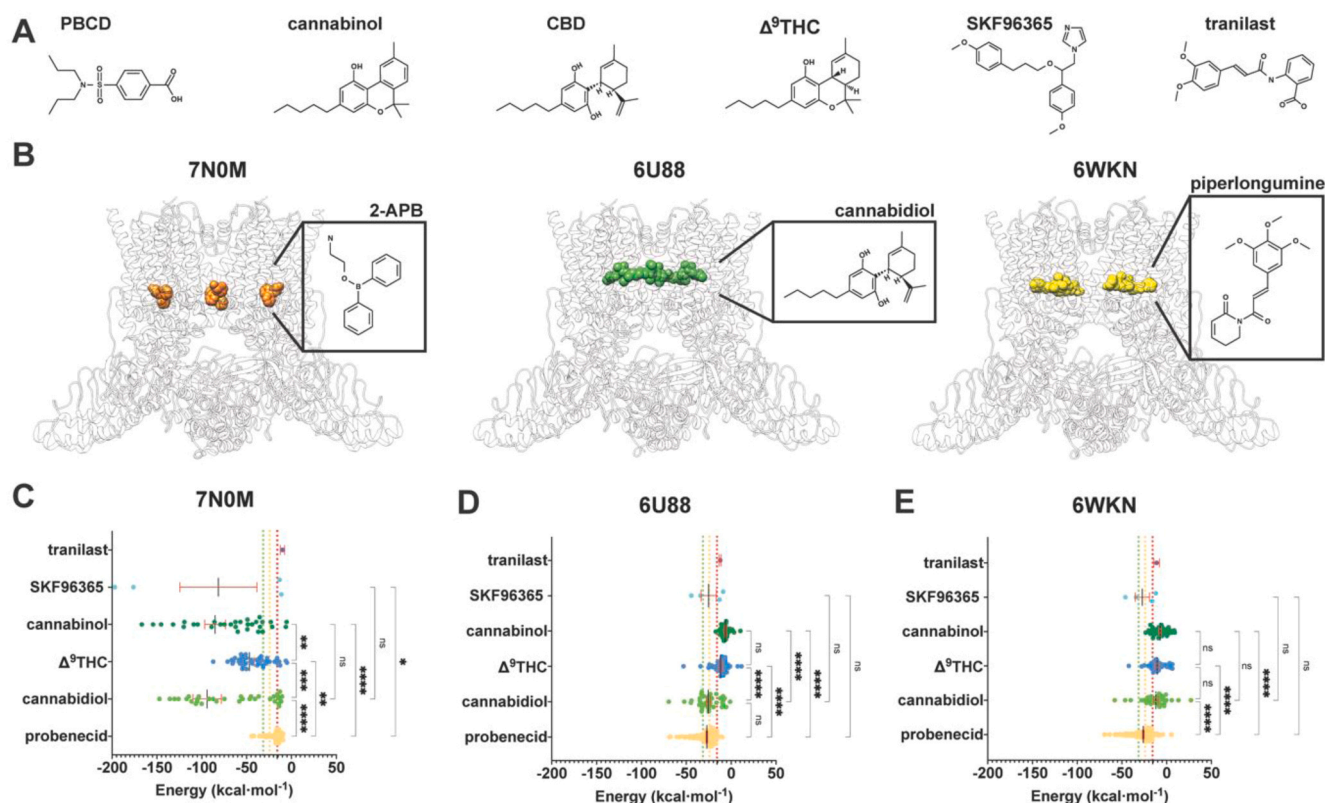 A
PBCD
cannabinol
CBD
Δ⁹THC
SKF96365
tranilast
B
7N0M
6U88
6WKN
2-APB
cannabidiol
piperlongumine
C
7N0M
tranilast
SKF96365
cannabinol
Δ⁹THC
cannabidiol
probenecid
** **** **** ** ns **** ns *
-200 -150 -100 -50 0 50
Energy (kcal·mol⁻¹)
D
6U88
tranilast
SKF96365
cannabinol
Δ⁹THC
cannabidiol
probenecid
ns **** ns **** **** **** ns ns
-200 -150 -100 -50 0 50
Energy (kcal·mol⁻¹)
E
6WKN
tranilast
SKF96365
cannabinol
Δ⁹THC
cannabidiol
probenecid
ns ns **** **** ns **** ns ns
-200 -150 -100 -50 0 50
Energy (kcal·mol⁻¹)